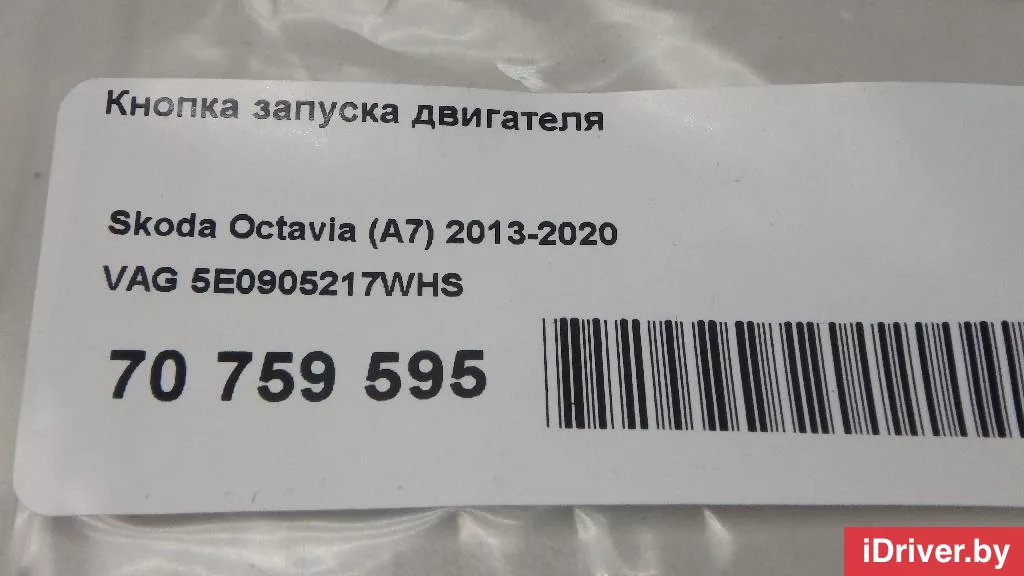 Кнопка запуска двигателя
Skoda Octavia (A7) 2013-2020
VAG 5E0905217WHS
70 759 595
iDriver.by